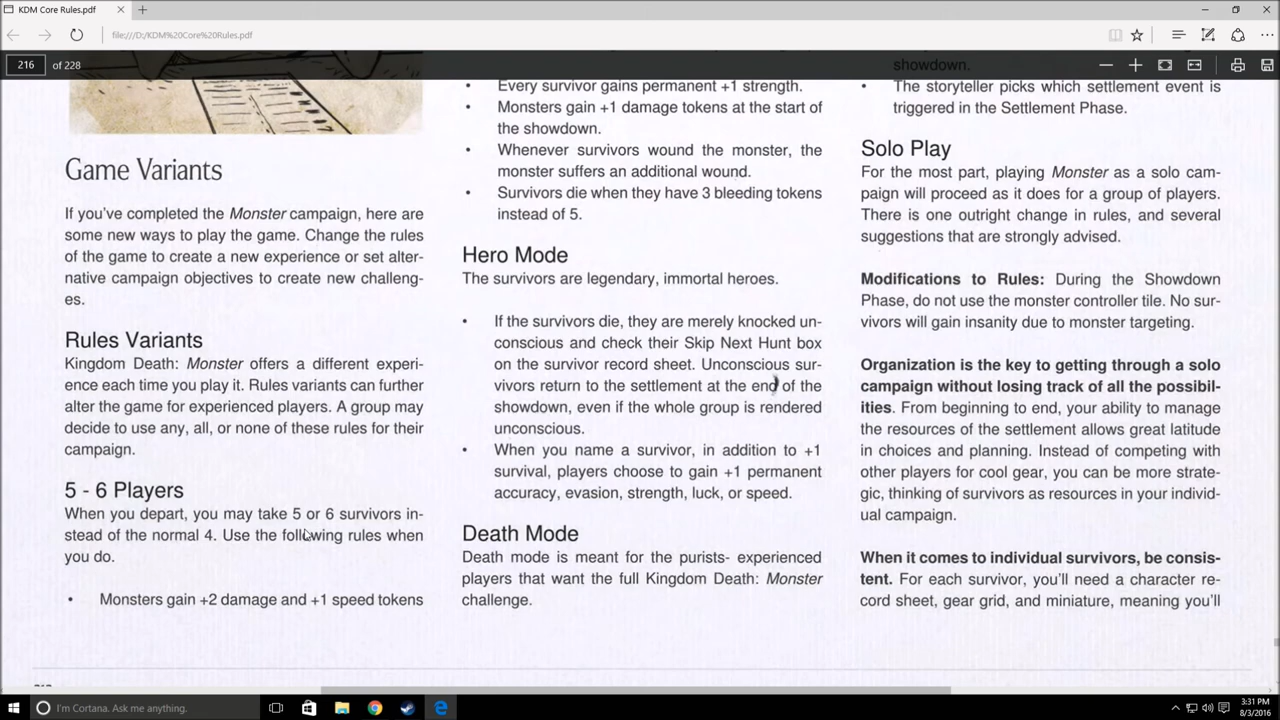 KDM Core Rules.pdf
file:///D:/KDM%20Core%20Rules.pdf
216 of 228
Game Variants
If you've completed the Monster campaign, here are
some new ways to play the game. Change the rules
of the game to create a new experience or set alter-
native campaign objectives to create new challeng-
es.
Rules Variants
Kingdom Death: Monster offers a different experi-
ence each time you play it. Rules variants can further
alter the game for experienced players. A group may
decide to use any, all, or none of these rules for their
campaign.
5 - 6 Players
When you depart, you may take 5 or 6 survivors in-
stead of the normal 4. Use the following rules when
you do.
• Monsters gain +2 damage and +1 speed tokens
• Every survivor gains permanent +1 strength.
• Monsters gain +1 damage tokens at the start of
the showdown.
• Whenever survivors wound the monster, the
monster suffers an additional wound.
• Survivors die when they have 3 bleeding tokens
instead of 5.
Hero Mode
The survivors are legendary, immortal heroes.
• If the survivors die, they are merely knocked un-
conscious and check their Skip Next Hunt box
on the survivor record sheet. Unconscious sur-
vivors return to the settlement at the end of the
showdown, even if the whole group is rendered
unconscious.
• When you name a survivor, in addition to +1
survival, players choose to gain +1 permanent
accuracy, evasion, strength, luck, or speed.
Death Mode
Death mode is meant for the purists- experienced
players that want the full Kingdom Death: Monster
challenge.
showdown.
• The storyteller picks which settlement event is
triggered in the Settlement Phase.
Solo Play
For the most part, playing Monster as a solo cam-
paign will proceed as it does for a group of players.
There is one outright change in rules, and several
suggestions that are strongly advised.
Modifications to Rules: During the Showdown
Phase, do not use the monster controller tile. No sur-
vivors will gain insanity due to monster targeting.
Organization is the key to getting through a solo
campaign without losing track of all the possibil-
ities. From beginning to end, your ability to manage
the resources of the settlement allows great latitude
in choices and planning. Instead of competing with
other players for cool gear, you can be more strate-
gic, thinking of survivors as resources in your individ-
ual campaign.
When it comes to individual survivors, be consis-
tent. For each survivor, you'll need a character re-
cord sheet, gear grid, and miniature, meaning you'll
I'm Cortana. Ask me anything.
3:31 PM
8/3/2016